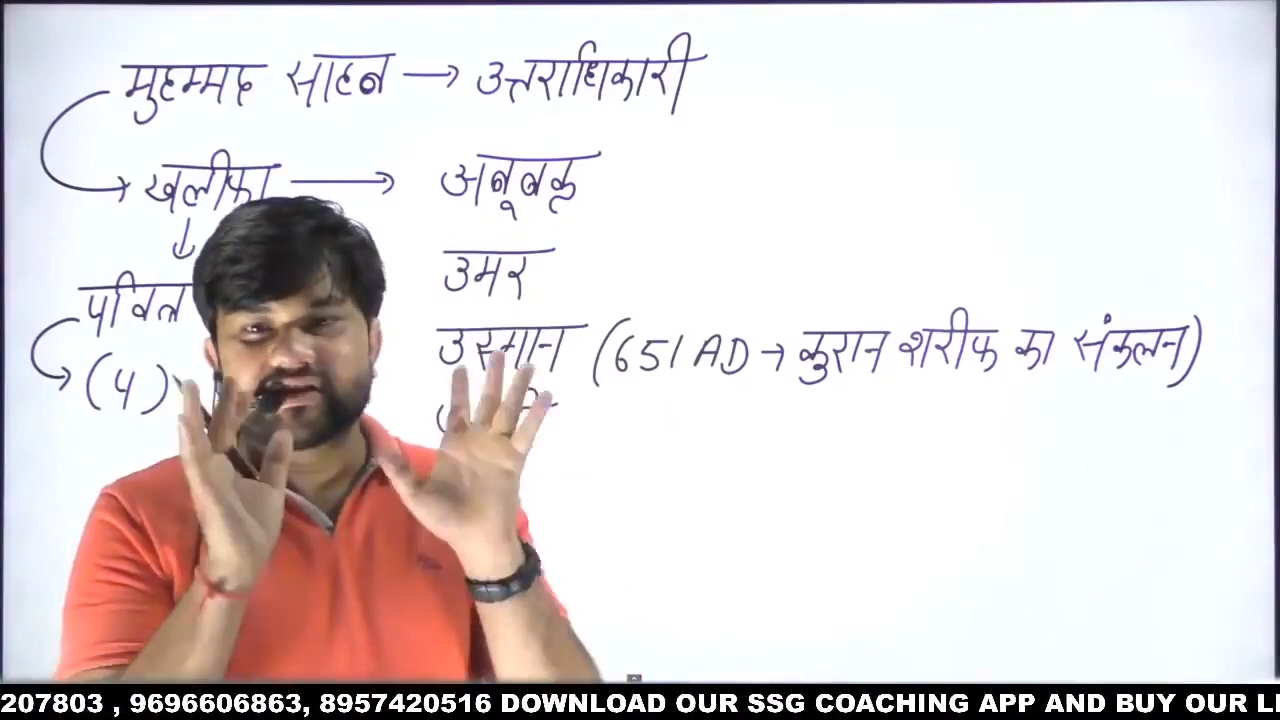 मुहम्मद साहब → उत्तराधिकारी
खलीफा → अबूबक्र
उमर
पवित्र
उस्मान (651 AD → कुरान शरीफ का संकलन)
(4)
207803 , 9696606863, 8957420516 DOWNLOAD OUR SSG COACHING APP AND BUY OUR LI